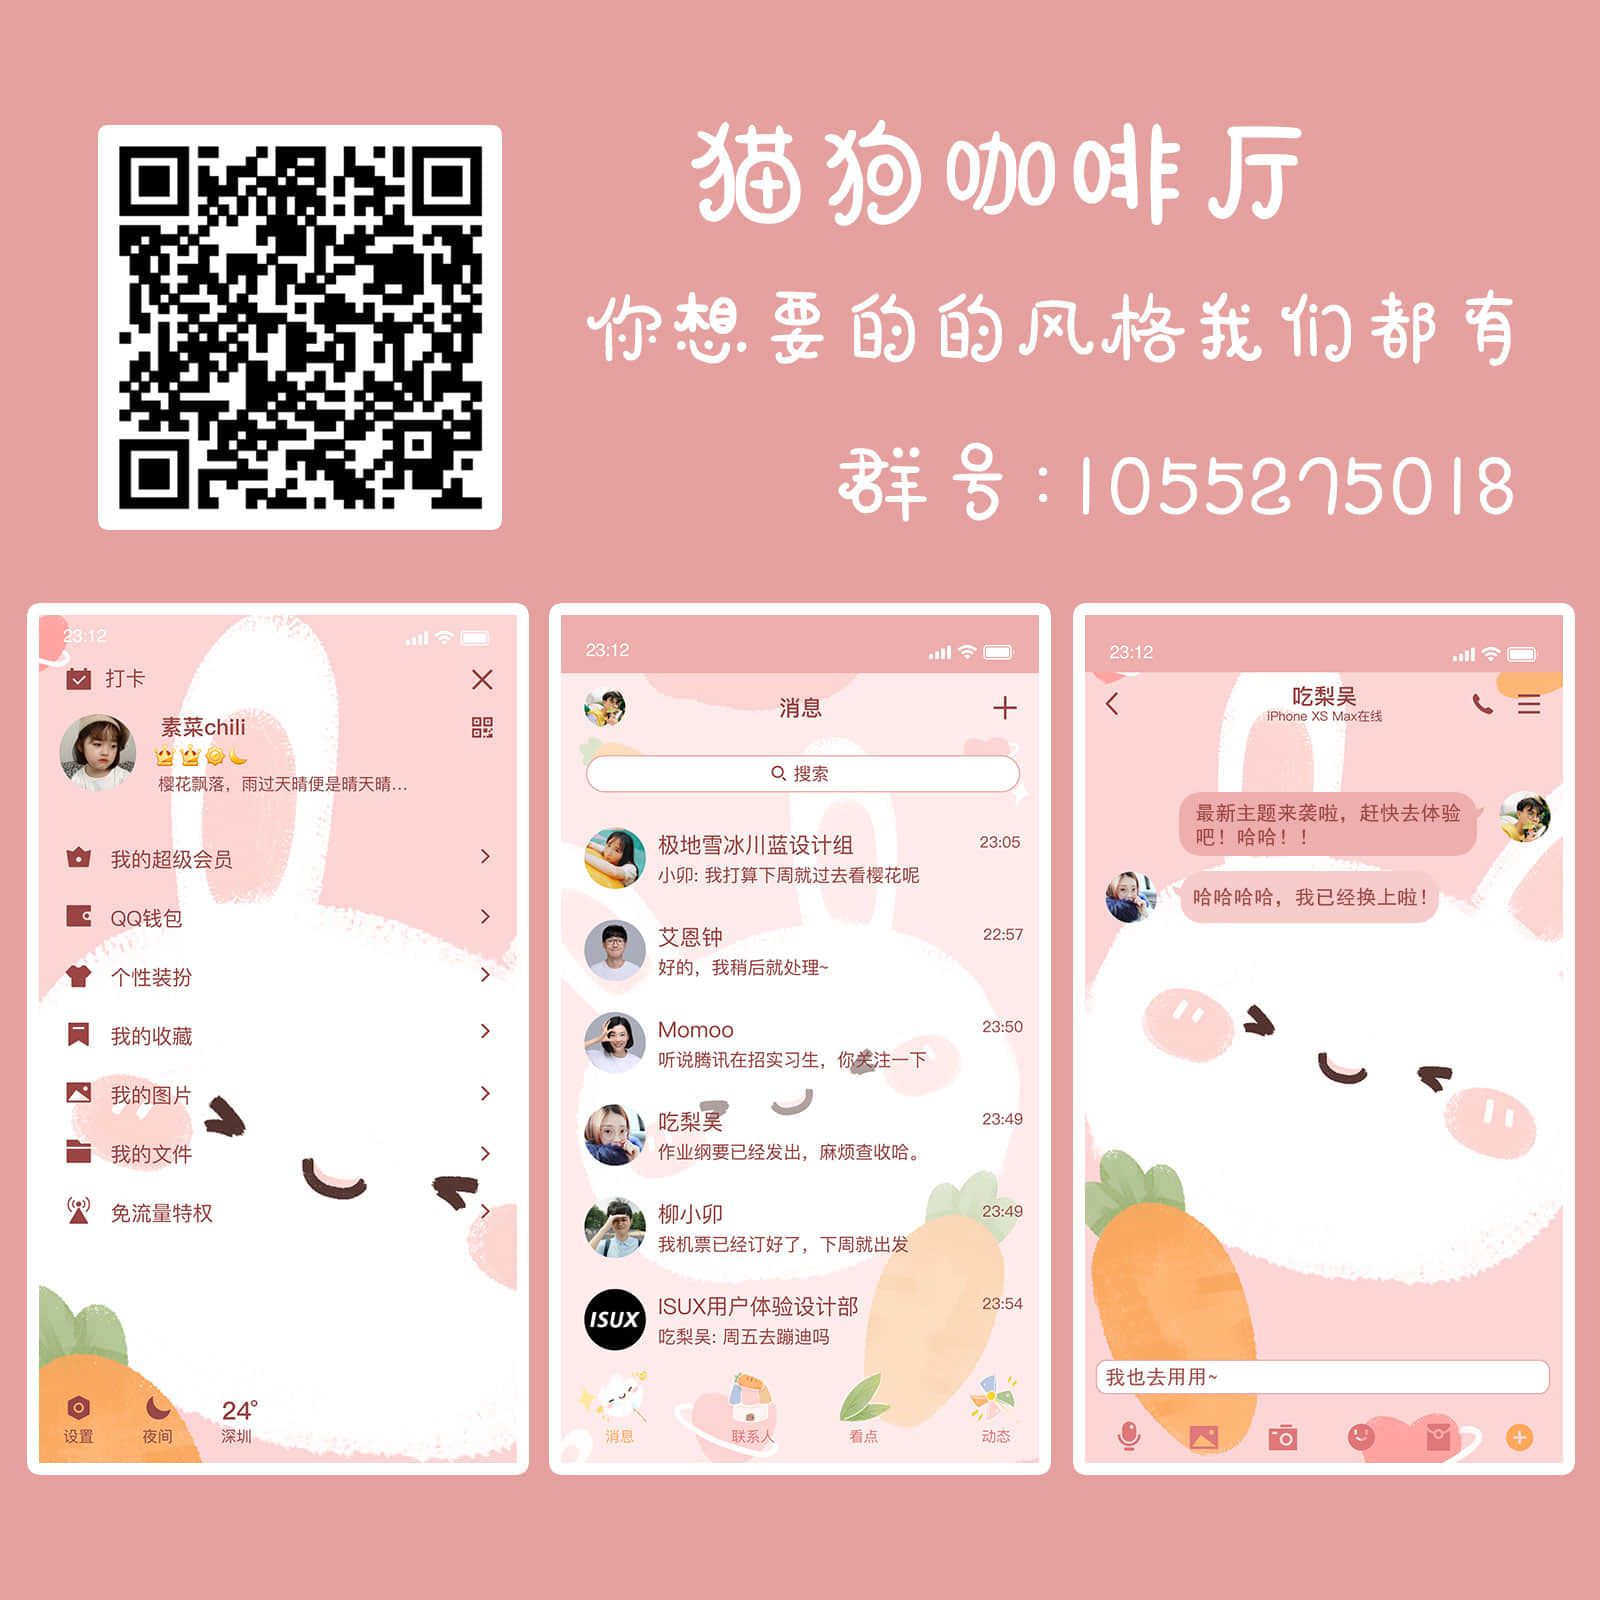 猫狗咖啡厅
你想要的的风格我们都有
群号:1055275018
23:12
打卡
素菜chili
樱花飘落，雨过天晴便是晴天晴...
我的超级会员
QQ钱包
个性装扮
我的收藏
我的图片
我的文件
免流量特权
24°
设置 夜间 深圳
23:12
消息
搜索
极地雪冰川蓝设计组 23:05
小卯: 我打算下周就过去看樱花呢
艾恩钟 22:57
好的，我稍后就处理~
Momoo 23:50
听说腾讯在招实习生，你关注一下
吃梨吴 23:49
作业纲要已经发出，麻烦查收哈。
柳小卯 23:49
我机票已经订好了，下周就出发
ISUX ISUX用户体验设计部 23:54
吃梨吴: 周五去蹦迪吗
消息 联系人 看点 动态
23:12
吃梨吴
iPhone XS Max在线
最新主题来袭啦，赶快去体验
吧！哈哈！！
哈哈哈哈，我已经换上啦！
我也去用用~